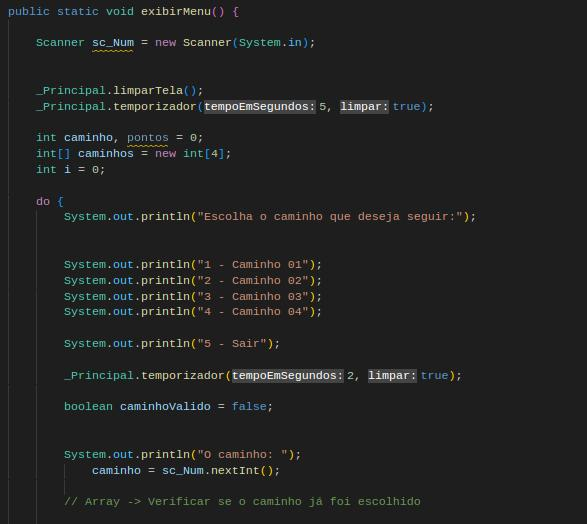 public static void exibirMenu() {
Scanner sc_Num = new Scanner(System.in);
_Principal.limparTela();
_Principal.temporizador(tempoEmSegundos: 5, limpar: true);
int caminho, pontos = 0;
int[] caminhos = new int[4];
int i = 0;
do {
System.out.println("Escolha o caminho que deseja seguir:");
System.out.println("1 - Caminho 01");
System.out.println("2 - Caminho 02");
System.out.println("3 - Caminho 03");
System.out.println("4 - Caminho 04");
System.out.println("5 - Sair");
_Principal.temporizador(tempoEmSegundos: 2, limpar: true);
boolean caminhoValido = false;
System.out.println("O caminho: ");
caminho = sc_Num.nextInt();
// Array -> Verificar se o caminho já foi escolhido